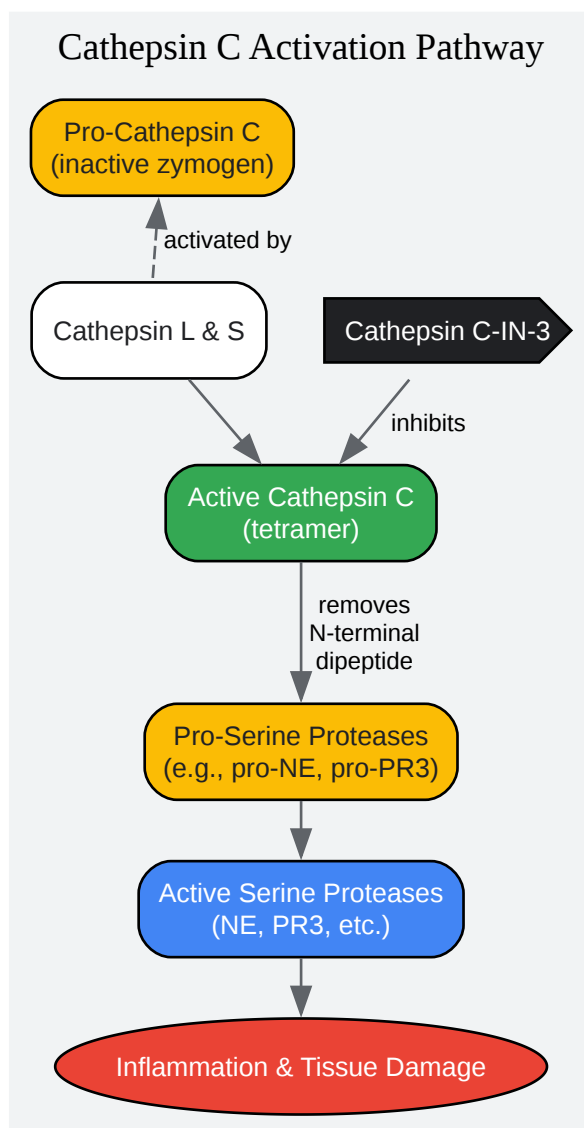 Cathepsin C Activation Pathway
Pro-Cathepsin C
(inactive zymogen)
activated by
Cathepsin L & S
Cathepsin C-IN-3
inhibits
Active Cathepsin C
(tetramer)
removes
N-terminal
dipeptide
Pro-Serine Proteases
(e.g., pro-NE, pro-PR3)
Active Serine Proteases
(NE, PR3, etc.)
Inflammation & Tissue Damage